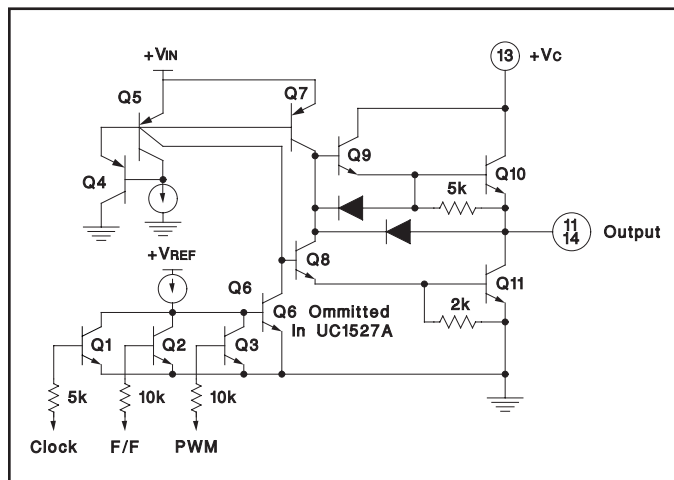 +VIN
13 +Vc
Q5
Q7
Q9
Q4
Q10
5k
11
14
Output
+VREF
Q8
Q6
Q11
Q6 Ommitted
In UC1527A
2k
Q1
Q2
Q3
5k
10k
10k
Clock
F/F
PWM